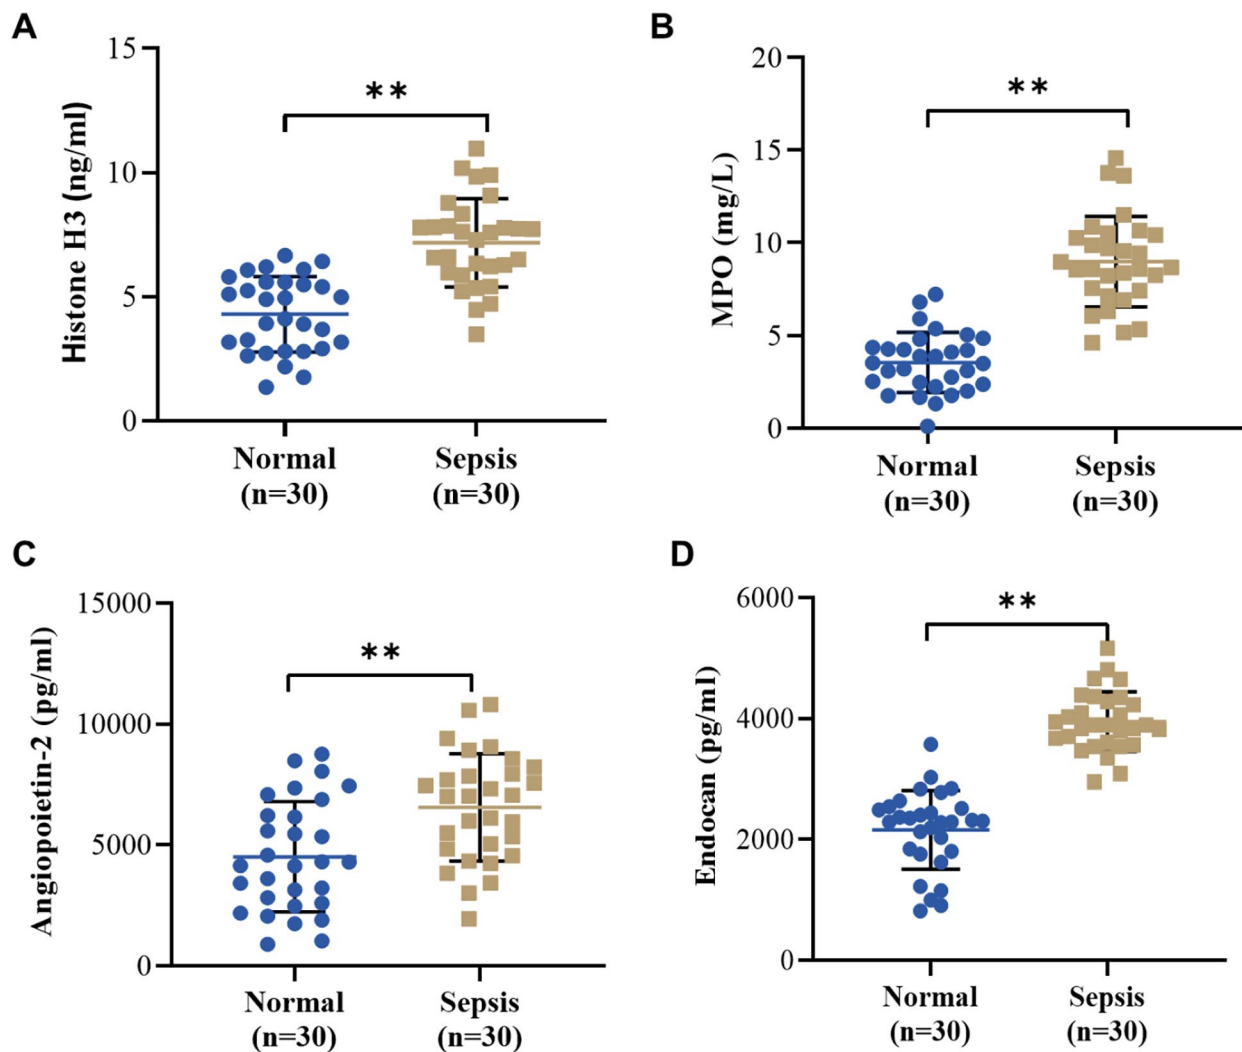 A
Histone H3 (ng/ml)
15
10
5
0
**
Normal
(n=30)
Sepsis
(n=30)
B
MPO (mg/L)
20
15
10
5
0
**
Normal
(n=30)
Sepsis
(n=30)
C
Angiopoietin-2 (pg/ml)
15000
10000
5000
0
**
Normal
(n=30)
Sepsis
(n=30)
D
Endocan (pg/ml)
6000
4000
2000
0
**
Normal
(n=30)
Sepsis
(n=30)